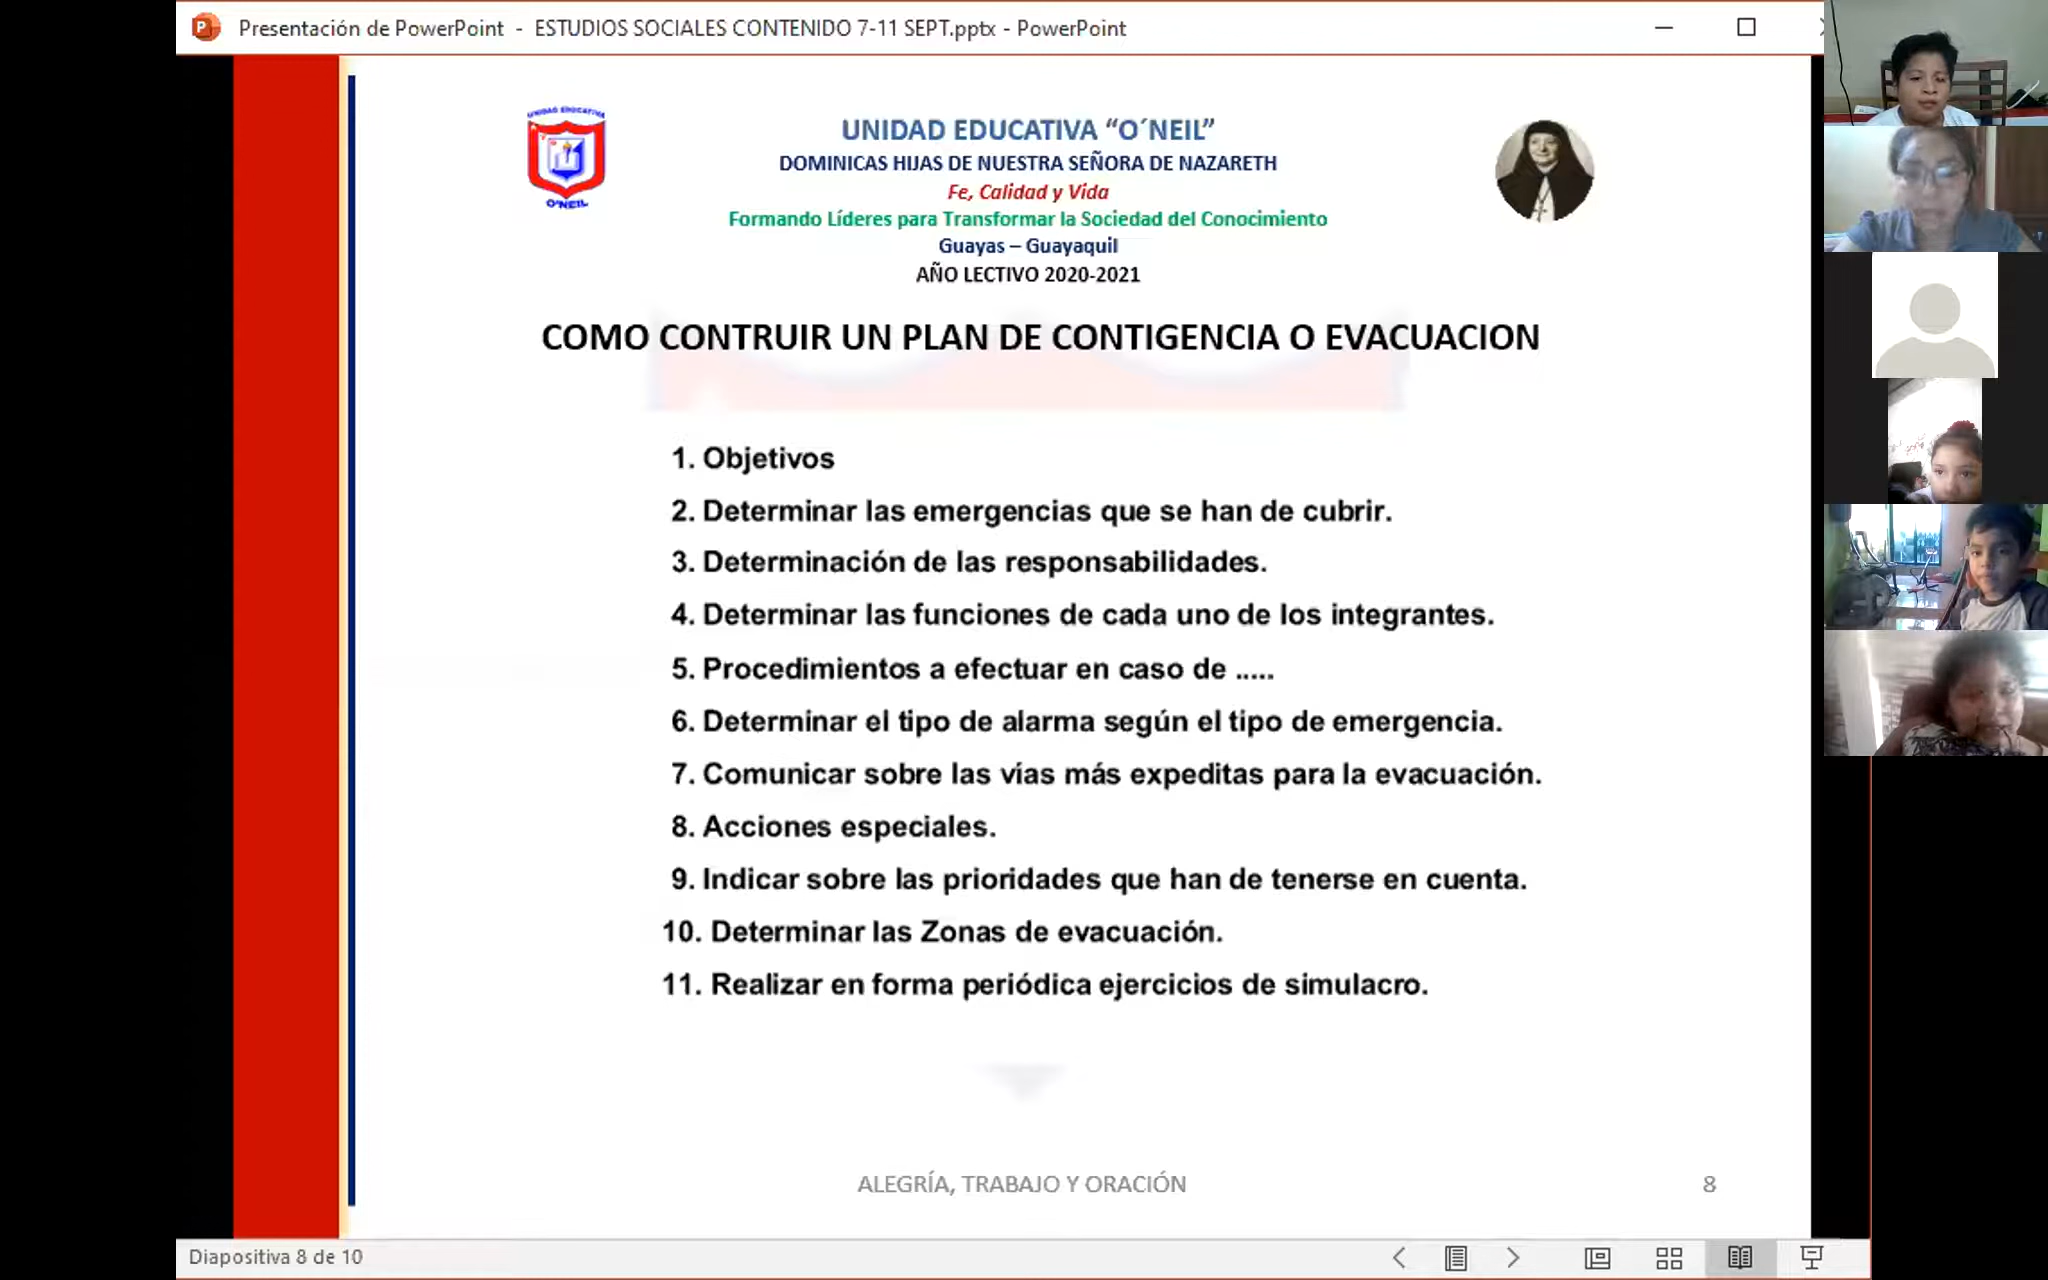 Presentación de PowerPoint - ESTUDIOS SOCIALES CONTENIDO 7-11 SEPT.pptx - PowerPoint
UNIDAD EDUCATIVA
O'NEIL
UNIDAD EDUCATIVA “O´NEIL”
DOMINICAS HIJAS DE NUESTRA SEÑORA DE NAZARETH
Fe, Calidad y Vida
Formando Líderes para Transformar la Sociedad del Conocimiento
Guayas – Guayaquil
AÑO LECTIVO 2020-2021
COMO CONTRUIR UN PLAN DE CONTIGENCIA O EVACUACION
1. Objetivos
2. Determinar las emergencias que se han de cubrir.
3. Determinación de las responsabilidades.
4. Determinar las funciones de cada uno de los integrantes.
5. Procedimientos a efectuar en caso de .....
6. Determinar el tipo de alarma según el tipo de emergencia.
7. Comunicar sobre las vías más expeditas para la evacuación.
8. Acciones especiales.
9. Indicar sobre las prioridades que han de tenerse en cuenta.
10. Determinar las Zonas de evacuación.
11. Realizar en forma periódica ejercicios de simulacro.
ALEGRÍA, TRABAJO Y ORACIÓN
8
Diapositiva 8 de 10